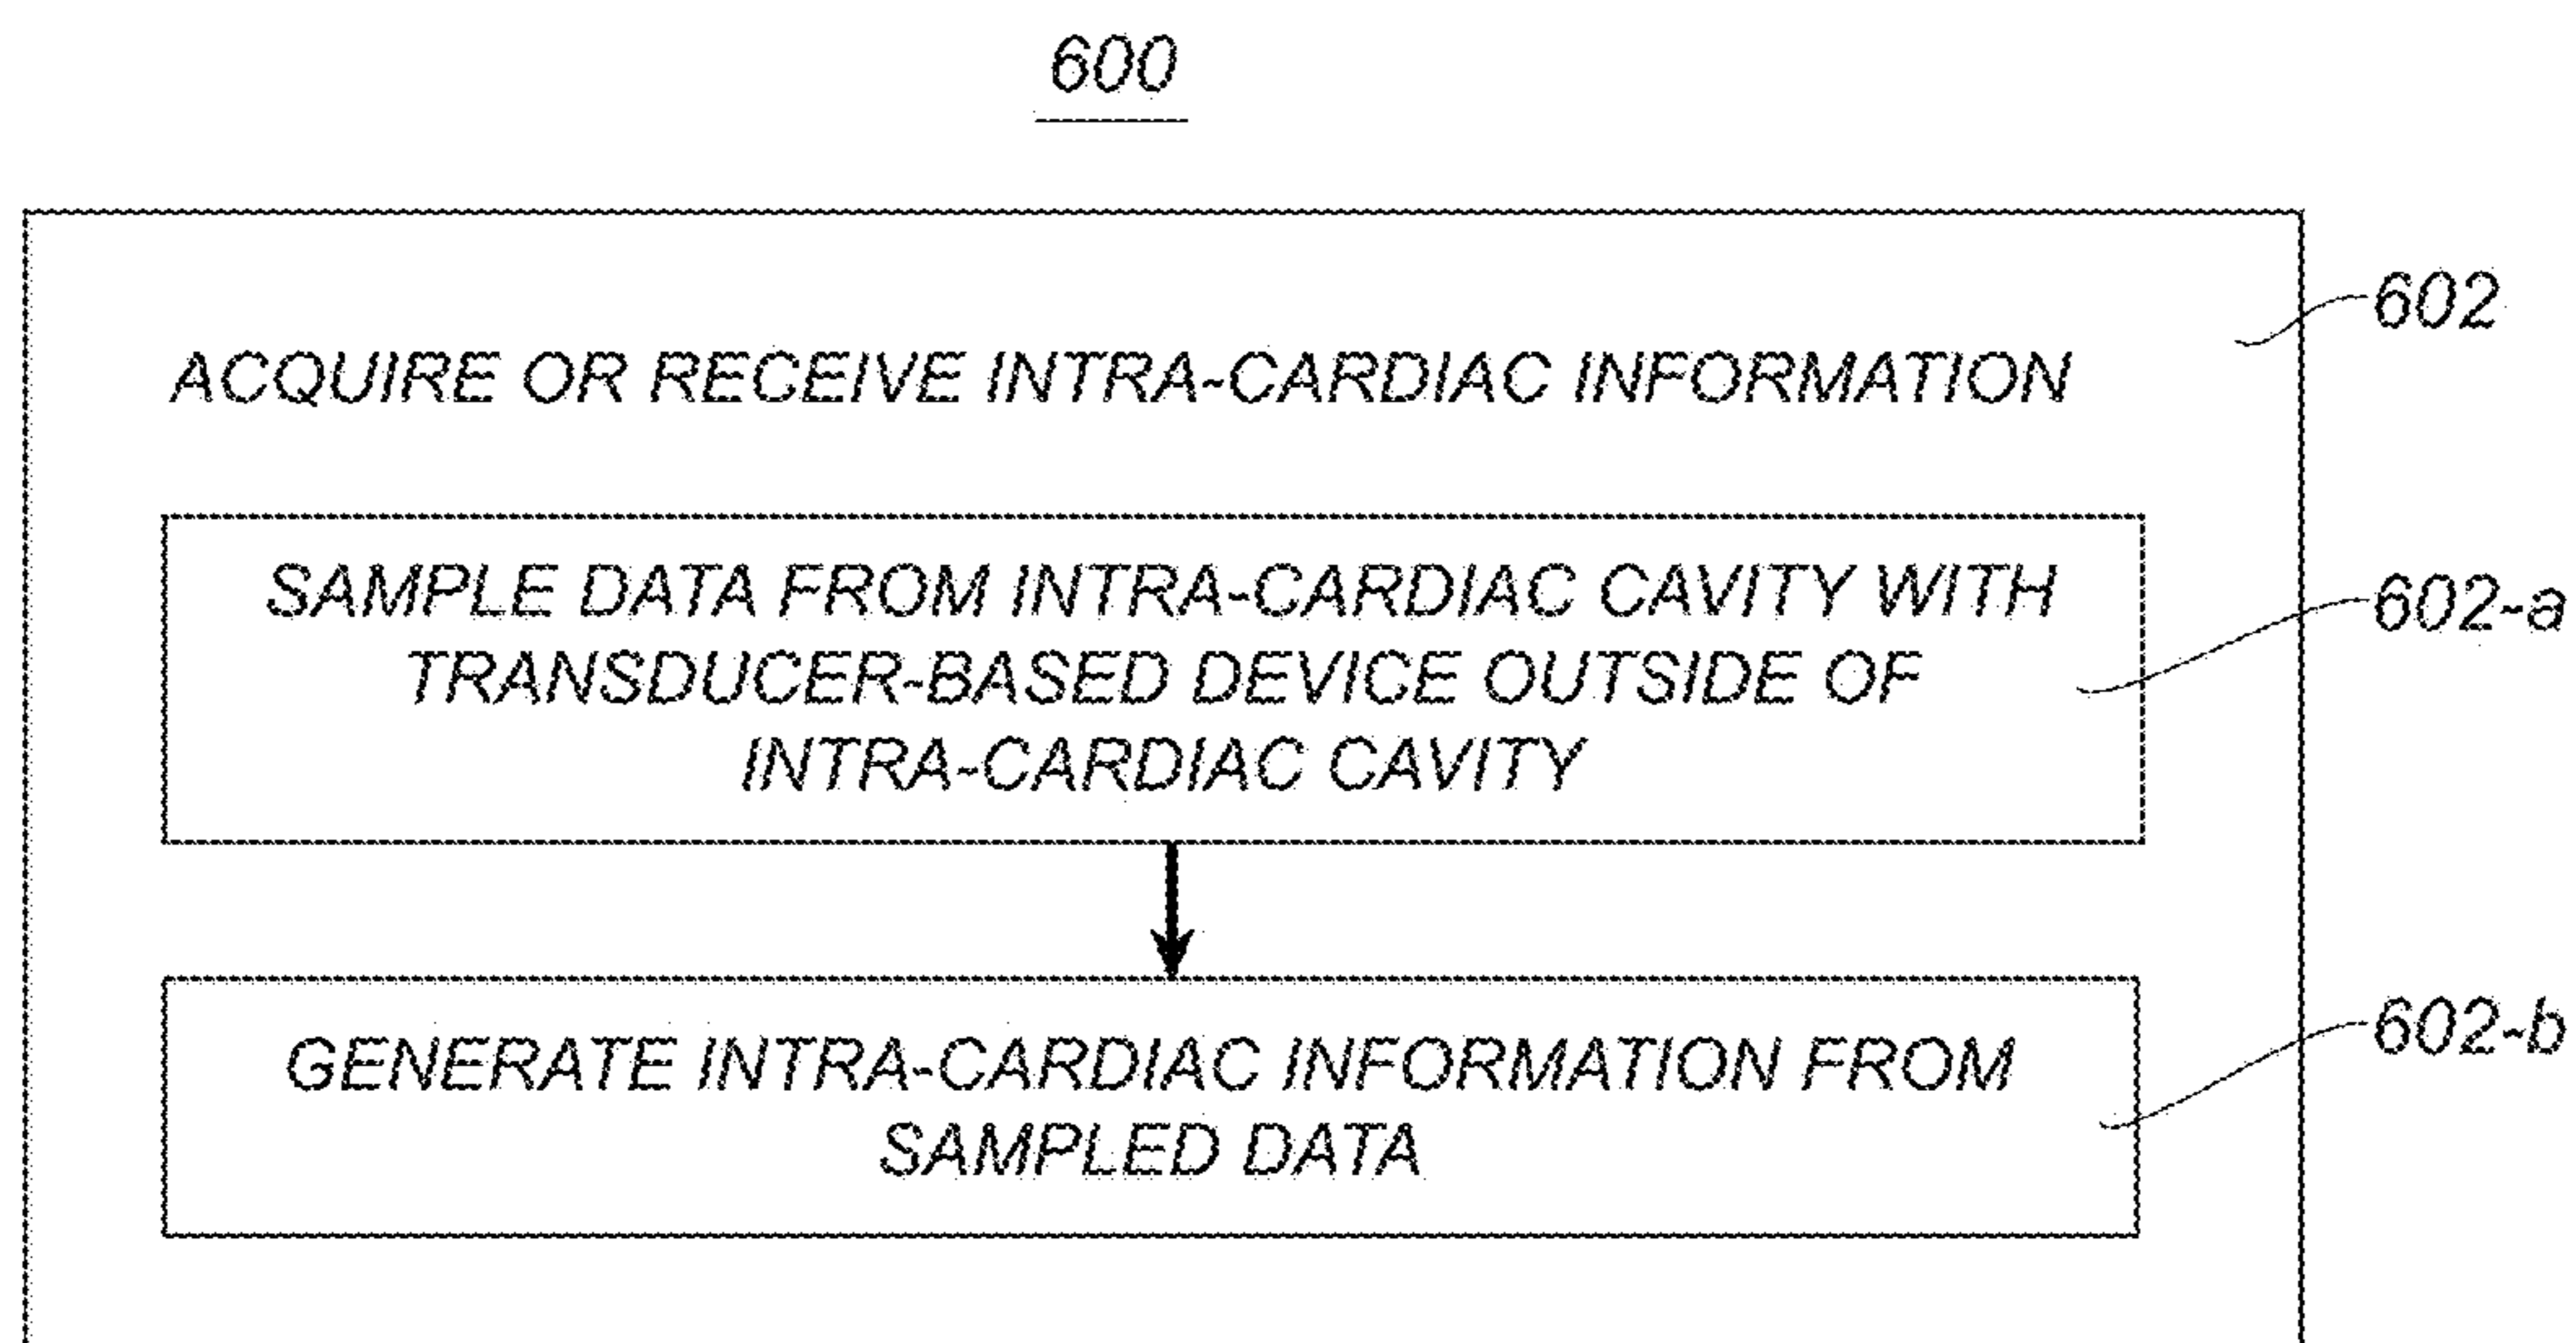 600
602
ACQUIRE OR RECEIVE INTRA-CARDIAC INFORMATION
SAMPLE DATA FROM INTRA-CARDIAC CAVITY WITH
TRANSDUCER-BASED DEVICE OUTSIDE OF
INTRA-CARDIAC CAVITY
602-a
GENERATE INTRA-CARDIAC INFORMATION FROM
SAMPLED DATA
602-b